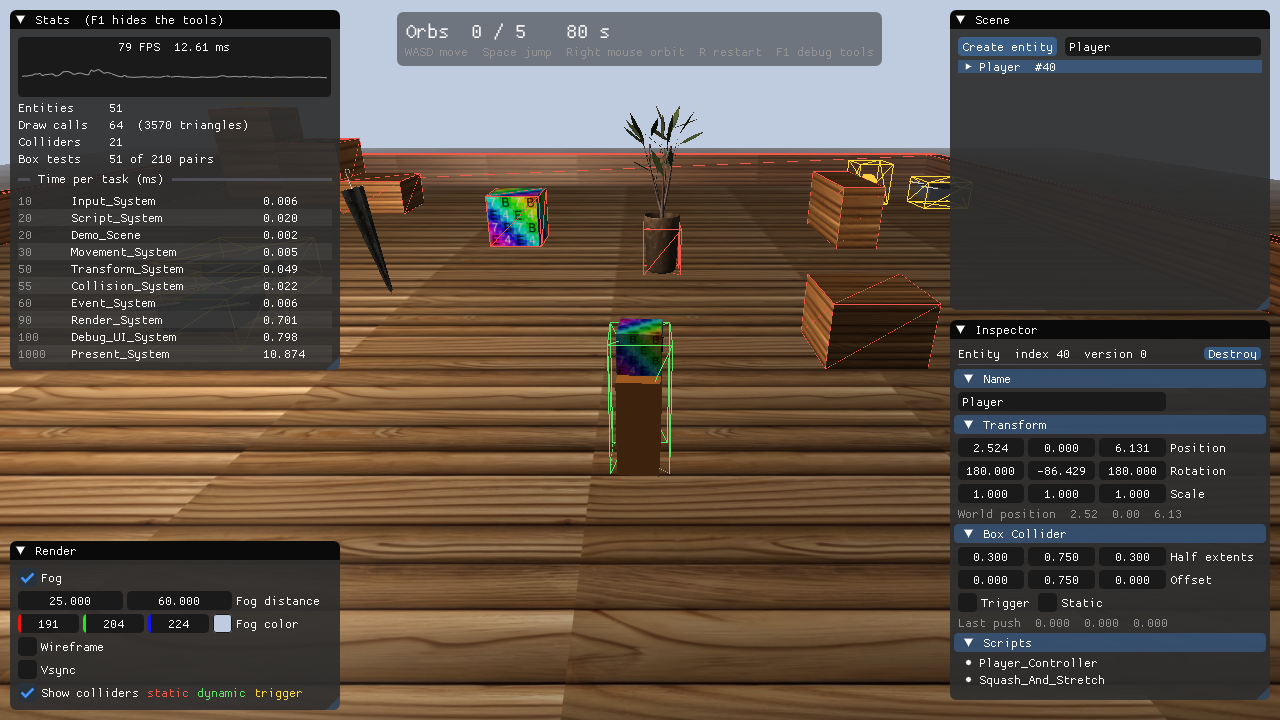 Stats  (F1 hides the tools)
79 FPS  12.61 ms
Entities  51
Draw calls  64  (3570 triangles)
Colliders  21
Box tests  51 of 210 pairs
Time per task (ms)
10  Input_System  0.006
20  Script_System  0.020
20  Demo_Scene  0.002
30  Movement_System  0.005
50  Transform_System  0.049
55  Collision_System  0.022
60  Event_System  0.006
90  Render_System  0.701
100  Debug_UI_System  0.798
1000  Present_System  10.874
Orbs  0 / 5  80 s
WASD move  Space jump  Right mouse orbit  R restart  F1 debug tools
Scene
Create entity  Player
Player  #40
Inspector
Entity  index 40  version 0  Destroy
Name
Player
Transform
2.524  0.000  6.131  Position
180.000  -86.429  180.000  Rotation
1.000  1.000  1.000  Scale
World position  2.52  0.00  6.13
Box Collider
0.300  0.750  0.300  Half extents
0.000  0.750  0.000  Offset
Trigger  Static
Last push  0.000  0.000  0.000
Scripts
Player_Controller
Squash_And_Stretch
Render
Fog
25.000  60.000  Fog distance
191  204  224  Fog color
Wireframe
Vsync
Show colliders  static  dynamic  trigger